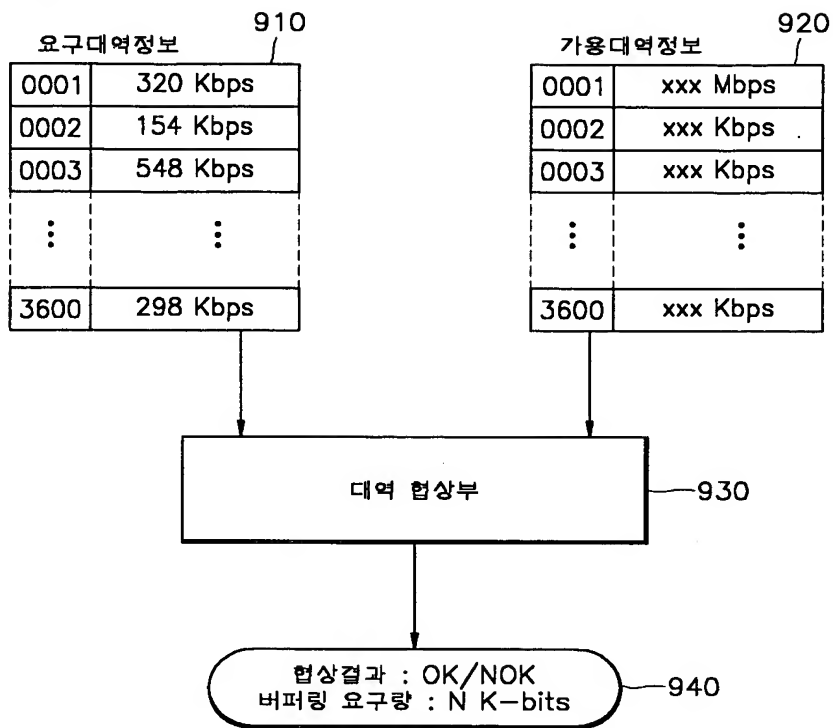 910
요구대역정보
0001 320 Kbps
0002 154 Kbps
0003 548 Kbps
⋮ ⋮
3600 298 Kbps
920
가용대역정보
0001 xxx Mbps
0002 xxx Kbps
0003 xxx Kbps
⋮ ⋮
3600 xxx Kbps
대역 협상부
930
협상결과 : OK/NOK
버퍼링 요구량 : N K-bits
940